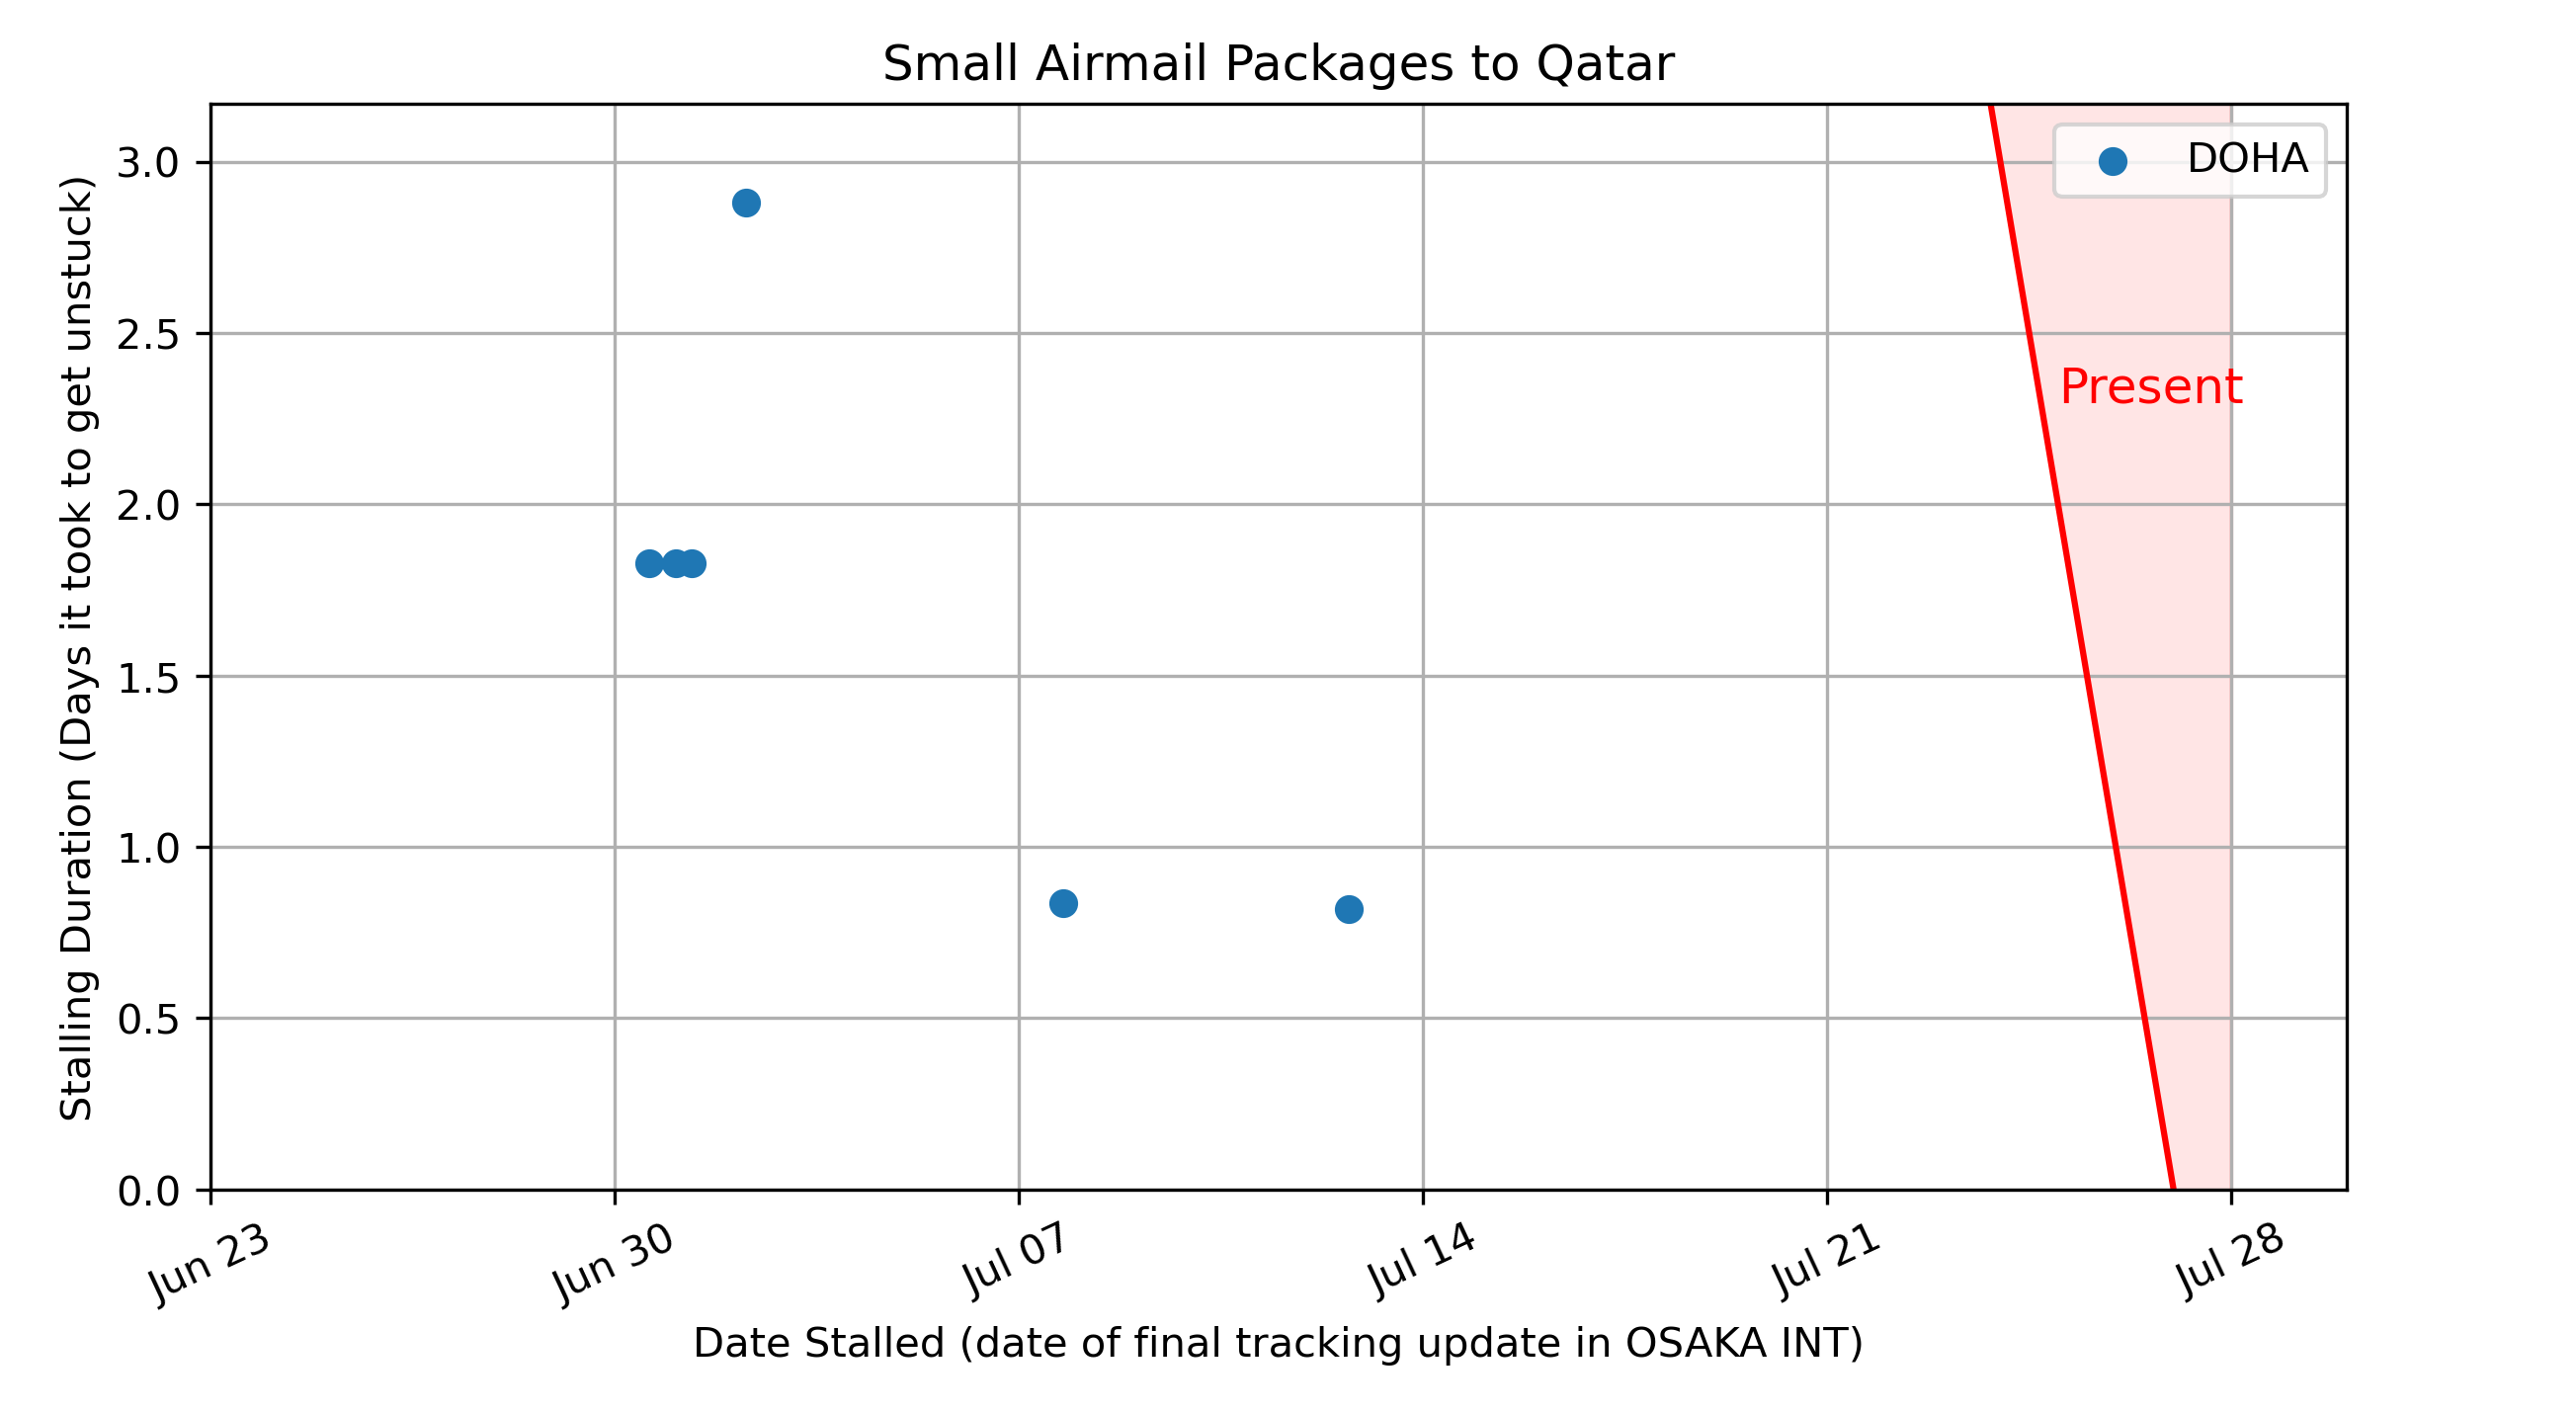 Small Airmail Packages to Qatar
DOHA
Present
Stalling Duration (Days it took to get unstuck)
3.0
2.5
2.0
1.5
1.0
0.5
0.0
Jun 23
Jun 30
Jul 07
Jul 14
Jul 21
Jul 28
Date Stalled (date of final tracking update in OSAKA INT)